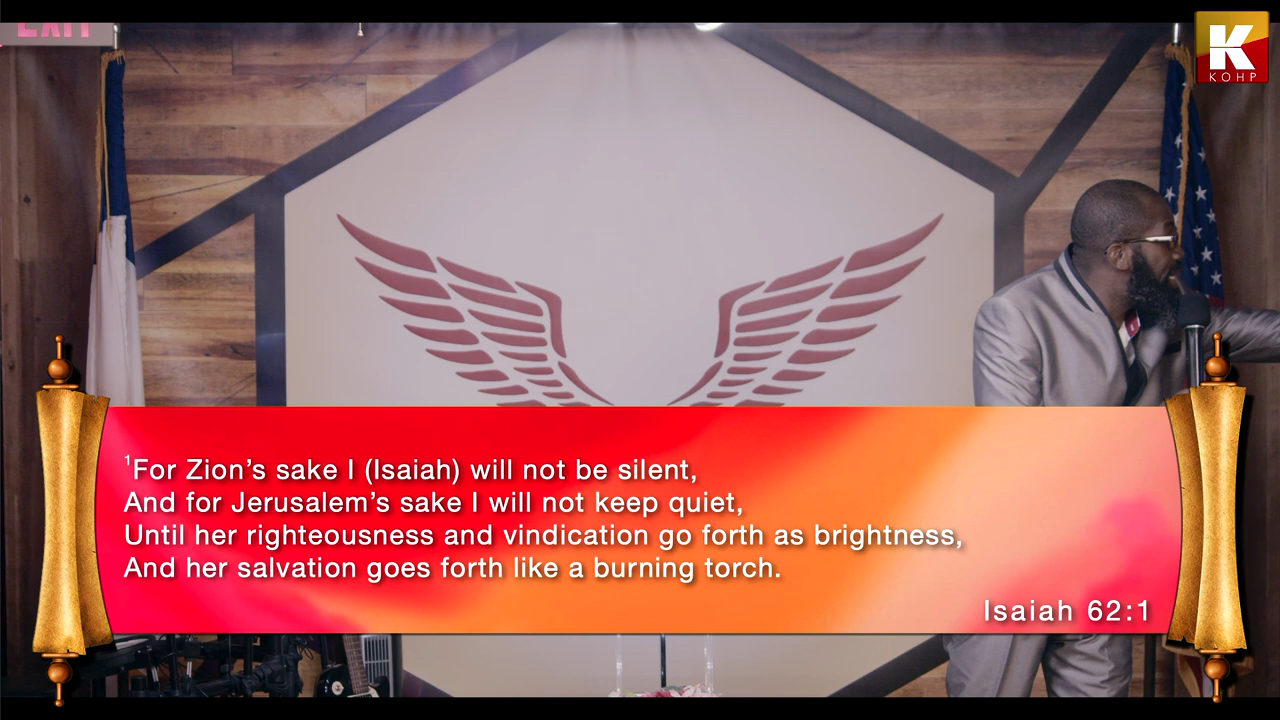 EXIT
K
KOHP
¹For Zion’s sake I (Isaiah) will not be silent,
And for Jerusalem’s sake I will not keep quiet,
Until her righteousness and vindication go forth as brightness,
And her salvation goes forth like a burning torch.
Isaiah 62:1